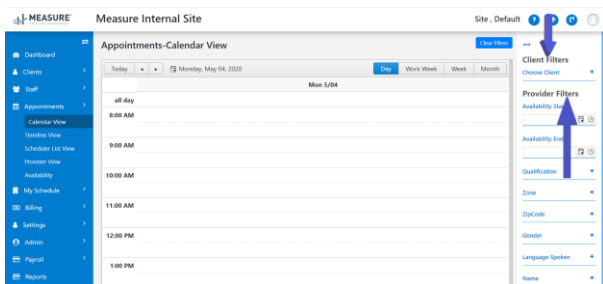 MEASURE
Measure Internal Site
Site , Default
Dashboard
Clients
Staff
Appointments
Calendar View
Timeline View
Scheduler List View
Provider View
Availability
My Schedule
Billing
Settings
Admin
Payroll
Reports
Appointments-Calendar View
Clear Filters
Today
Monday, May 04, 2020
Day
Work Week
Week
Month
Mon 5/04
all day
8:00 AM
9:00 AM
10:00 AM
11:00 AM
12:00 PM
1:00 PM
Client Filters
Choose Client +
Provider Filters
Availability
Availability End
Qualification +
Zone +
ZipCode +
Gender +
Language Spoken +
Name +